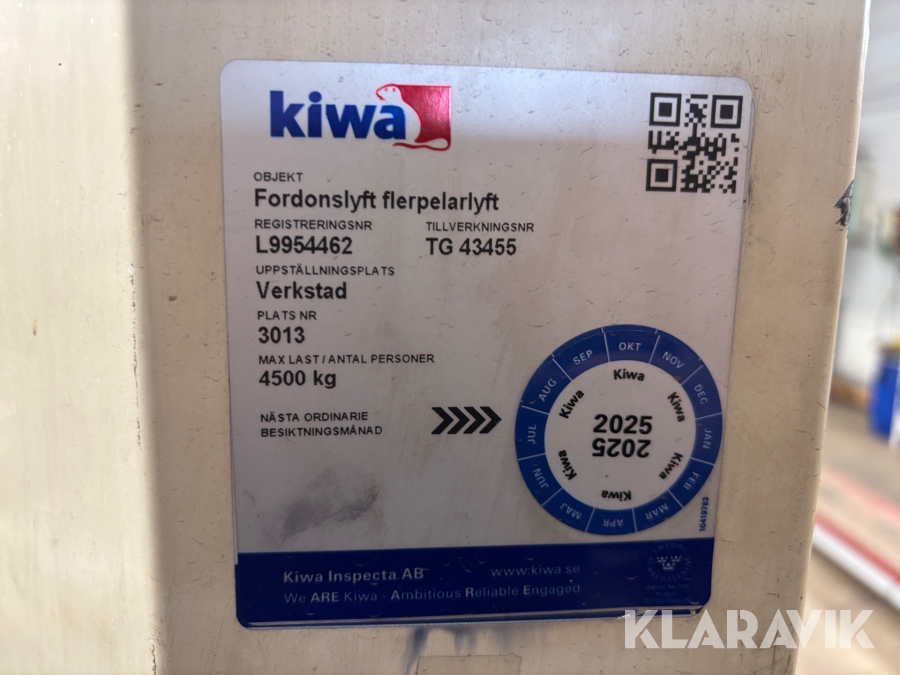 kiwa
OBJEKT
Fordonslyft flerpelarlyft
REGISTRERINGSNR TILLVERKNINGSNR
L9954462 TG 43455
UPPSTÄLLNINGSPLATS
Verkstad
PLATS NR
3013
MAX LAST / ANTAL PERSONER
4500 kg
NÄSTA ORDINARIE
BESIKTNINGSMÅNAD
JAN FEB MAR APR MAJ JUN JUL AUG SEP OKT NOV DEC
Kiwa Kiwa Kiwa Kiwa Kiwa Kiwa
2025
2025
10419783
Kiwa Inspecta AB www.kiwa.se
We ARE Kiwa - Ambitious Reliable Engaged
KLARAVIK